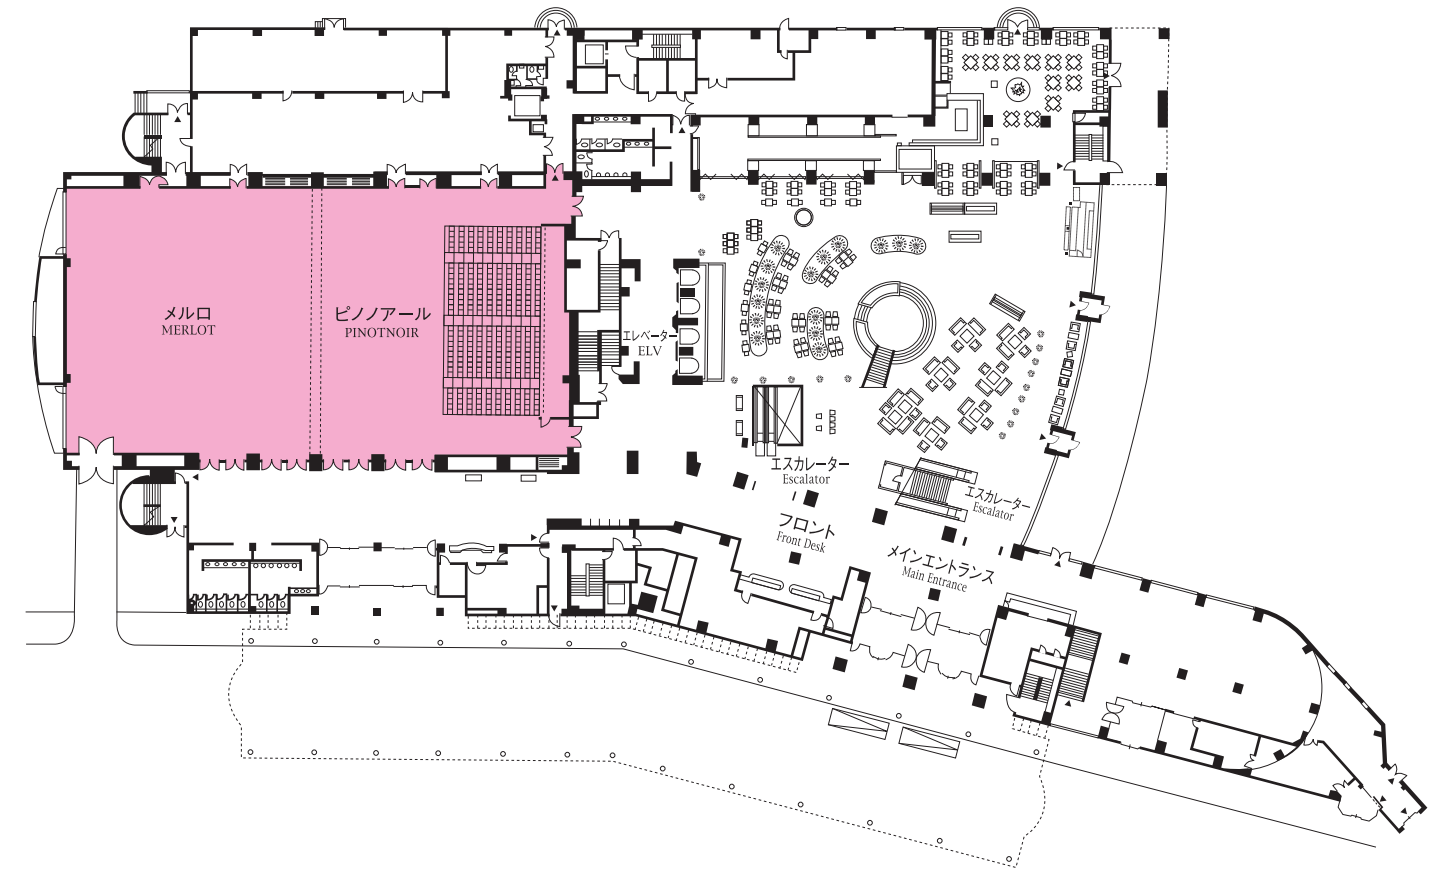 メルロ
MERLOT
ピノノアール
PINOTNOIR
エレベーター
ELV
エスカレーター
Escalator
エスカレーター
Escalator
フロント
Front Desk
メインエントランス
Main Entrance